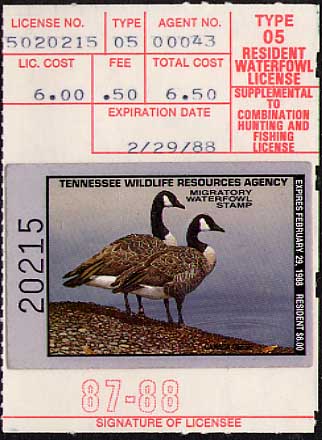 LICENSE NO. TYPE AGENT NO.
5020215 05 00043
LIC. COST FEE TOTAL COST
6.00 .50 6.50
EXPIRATION DATE
2/29/88
TYPE
05
RESIDENT
WATERFOWL
LICENSE
SUPPLEMENTAL
TO
COMBINATION
HUNTING AND
FISHING
LICENSE
TENNESSEE WILDLIFE RESOURCES AGENCY
MIGRATORY
WATERFOWL
STAMP
20215
EXPIRES FEBRUARY 29, 1988 RESIDENT $6.00
87-88
SIGNATURE OF LICENSEE